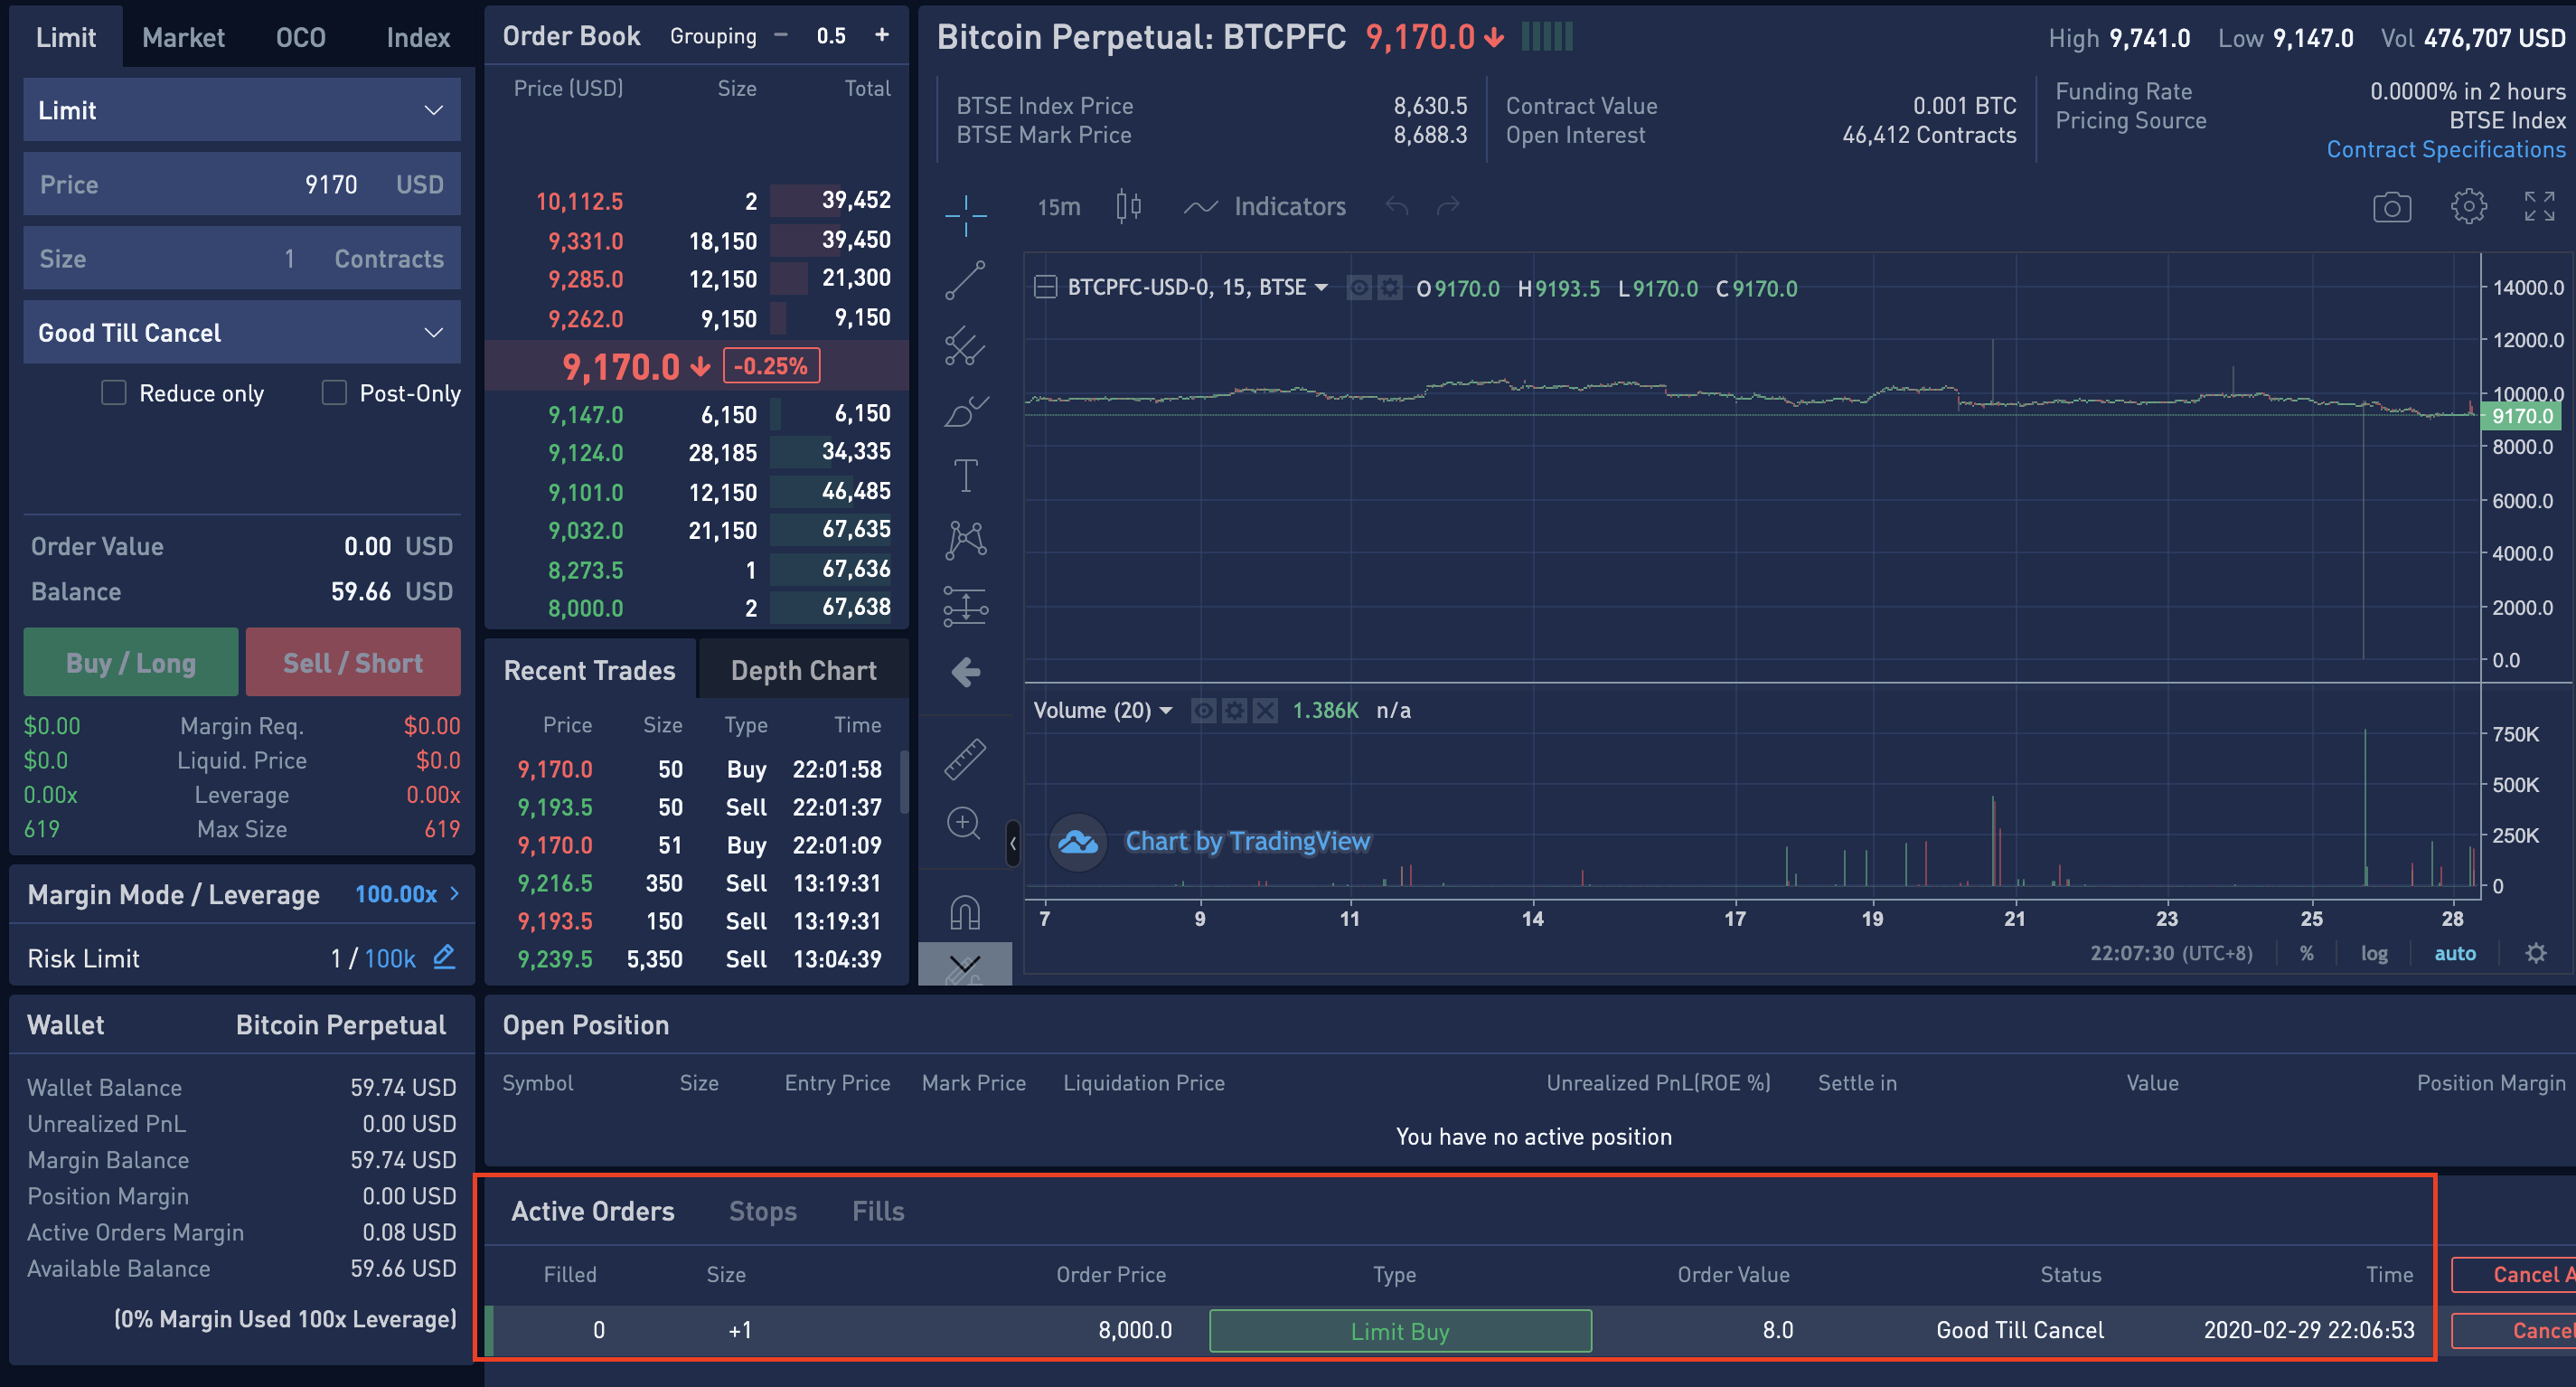 Limit Market OCO Index
Limit
Price 9170 USD
Size 1 Contracts
Good Till Cancel
Reduce only Post-Only
Order Value 0.00 USD
Balance 59.66 USD
Buy / Long Sell / Short
$0.00 Margin Req. $0.00
$0.0 Liquid. Price $0.0
0.00x Leverage 0.00x
619 Max Size 619
Margin Mode / Leverage 100.00x >
Risk Limit 1 / 100k
Wallet Bitcoin Perpetual
Wallet Balance 59.74 USD
Unrealized PnL 0.00 USD
Margin Balance 59.74 USD
Position Margin 0.00 USD
Active Orders Margin 0.08 USD
Available Balance 59.66 USD
(0% Margin Used 100x Leverage)
Order Book Grouping − 0.5 +
Price (USD) Size Total
10,112.5 2 39,452
9,331.0 18,150 39,450
9,285.0 12,150 21,300
9,262.0 9,150 9,150
9,170.0 -0.25%
9,147.0 6,150 6,150
9,124.0 28,185 34,335
9,101.0 12,150 46,485
9,032.0 21,150 67,635
8,273.5 1 67,636
8,000.0 2 67,638
Recent Trades Depth Chart
Price Size Type Time
9,170.0 50 Buy 22:01:58
9,193.5 50 Sell 22:01:37
9,170.0 51 Buy 22:01:09
9,216.5 350 Sell 13:19:31
9,193.5 150 Sell 13:19:31
9,239.5 5,350 Sell 13:04:39
Bitcoin Perpetual: BTCPFC 9,170.0 High 9,741.0 Low 9,147.0 Vol 476,707 USD
BTSE Index Price 8,630.5
BTSE Mark Price 8,688.3
Contract Value 0.001 BTC
Open Interest 46,412 Contracts
Funding Rate 0.0000% in 2 hours
Pricing Source BTSE Index
Contract Specifications
15m Indicators
BTCPFC-USD-0, 15, BTSE O9170.0 H9193.5 L9170.0 C9170.0
14000.0
12000.0
10000.0
9170.0
8000.0
6000.0
4000.0
2000.0
0.0
Volume (20) 1.386K n/a
750K
500K
250K
0
Chart by TradingView
7 9 11 14 17 19 21 23 25 28
22:07:30 (UTC+8) % log auto
Open Position
Symbol Size Entry Price Mark Price Liquidation Price Unrealized PnL(ROE %) Settle in Value Position Margin
You have no active position
Active Orders Stops Fills
Filled Size Order Price Type Order Value Status Time Cancel A
0 +1 8,000.0 Limit Buy 8.0 Good Till Cancel 2020-02-29 22:06:53 Cancel